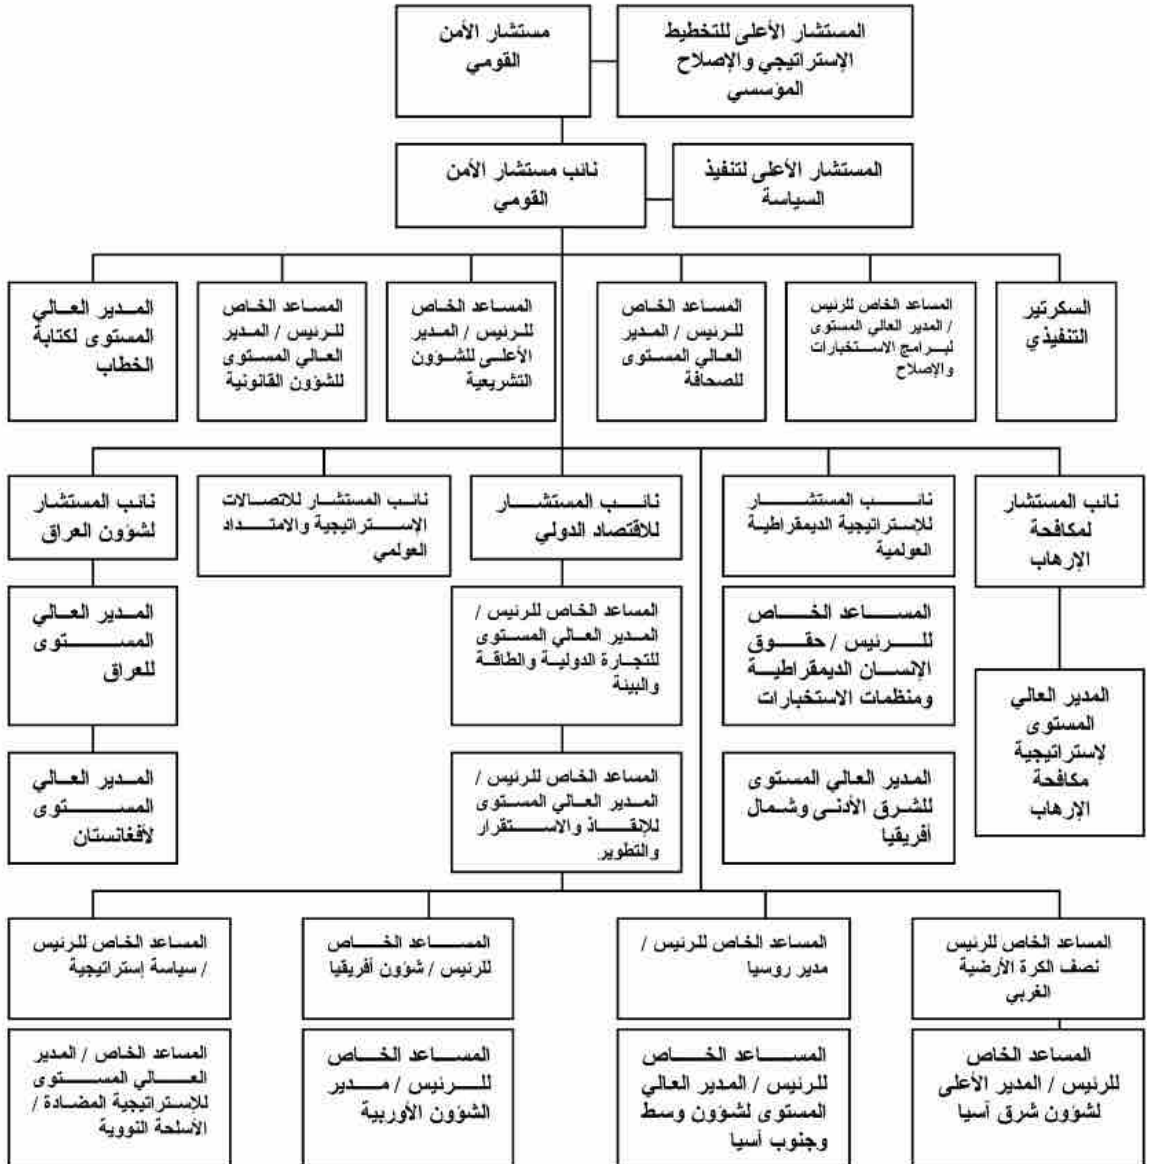 المستشار الأعلى للتخطيط
الإستراتيجي والإصلاح
المؤسسي
مستشار الأمن
القومي
المستشار الأعلى لتنفيذ
السياسة
نائب مستشار الأمن
القومي
السكرتير
التنفيذي
المساعد الخاص للرئيس
/ المدير العالي المستوى
لبرامج الاستخبارات
والإصلاح
المساعد الخاص
للرئيس / المدير
العالي المستوى
للصحافة
المساعد الخاص
للرئيس / المدير
الأعلى للشؤون
التشريعية
المساعد الخاص
للرئيس / المدير
العالي المستوى
للشؤون القانونية
المدير العالي
المستوى لكتابة
الخطاب
نائب المستشار
لمكافحة
الإرهاب
نائب المستشار
للإستراتيجية الديمقراطية
العولمية
نائب المستشار
للاقتصاد الدولي
نائب المستشار للاتصالات
الإستراتيجية والامتداد
العولمي
نائب المستشار
لشؤون العراق
المدير العالي
المستوى
لإستراتيجية
مكافحة
الإرهاب
المساعد الخاص
للرئيس / حقوق
الإنسان الديمقراطية
ومنظمات الاستخبارات
المساعد الخاص للرئيس /
المدير العالي المستوى
للتجارة الدولية والطاقة
والبيئة
المدير العالي
المستوى
للعراق
المدير العالي المستوى
للشرق الأدنى وشمال
أفريقيا
المساعد الخاص للرئيس /
المدير العالي المستوى
للإنقاذ والاستقرار
والتطوير
المدير العالي
المستوى
لأفغانستان
المساعد الخاص للرئيس
نصف الكرة الأرضية
الغربي
المساعد الخاص للرئيس /
مدير روسيا
المساعد الخاص
للرئيس / شؤون أفريقيا
المساعد الخاص للرئيس
/ سياسة إستراتيجية
المساعد الخاص
للرئيس / المدير الأعلى
لشؤون شرق آسيا
المساعد الخاص
للرئيس / المدير العالي
المستوى لشؤون وسط
وجنوب آسيا
المساعد الخاص
للرئيس / مدير
الشؤون الأوربية
المساعد الخاص / المدير
العالي المستوى
للإستراتيجية المضادة /
الأسلحة النووية